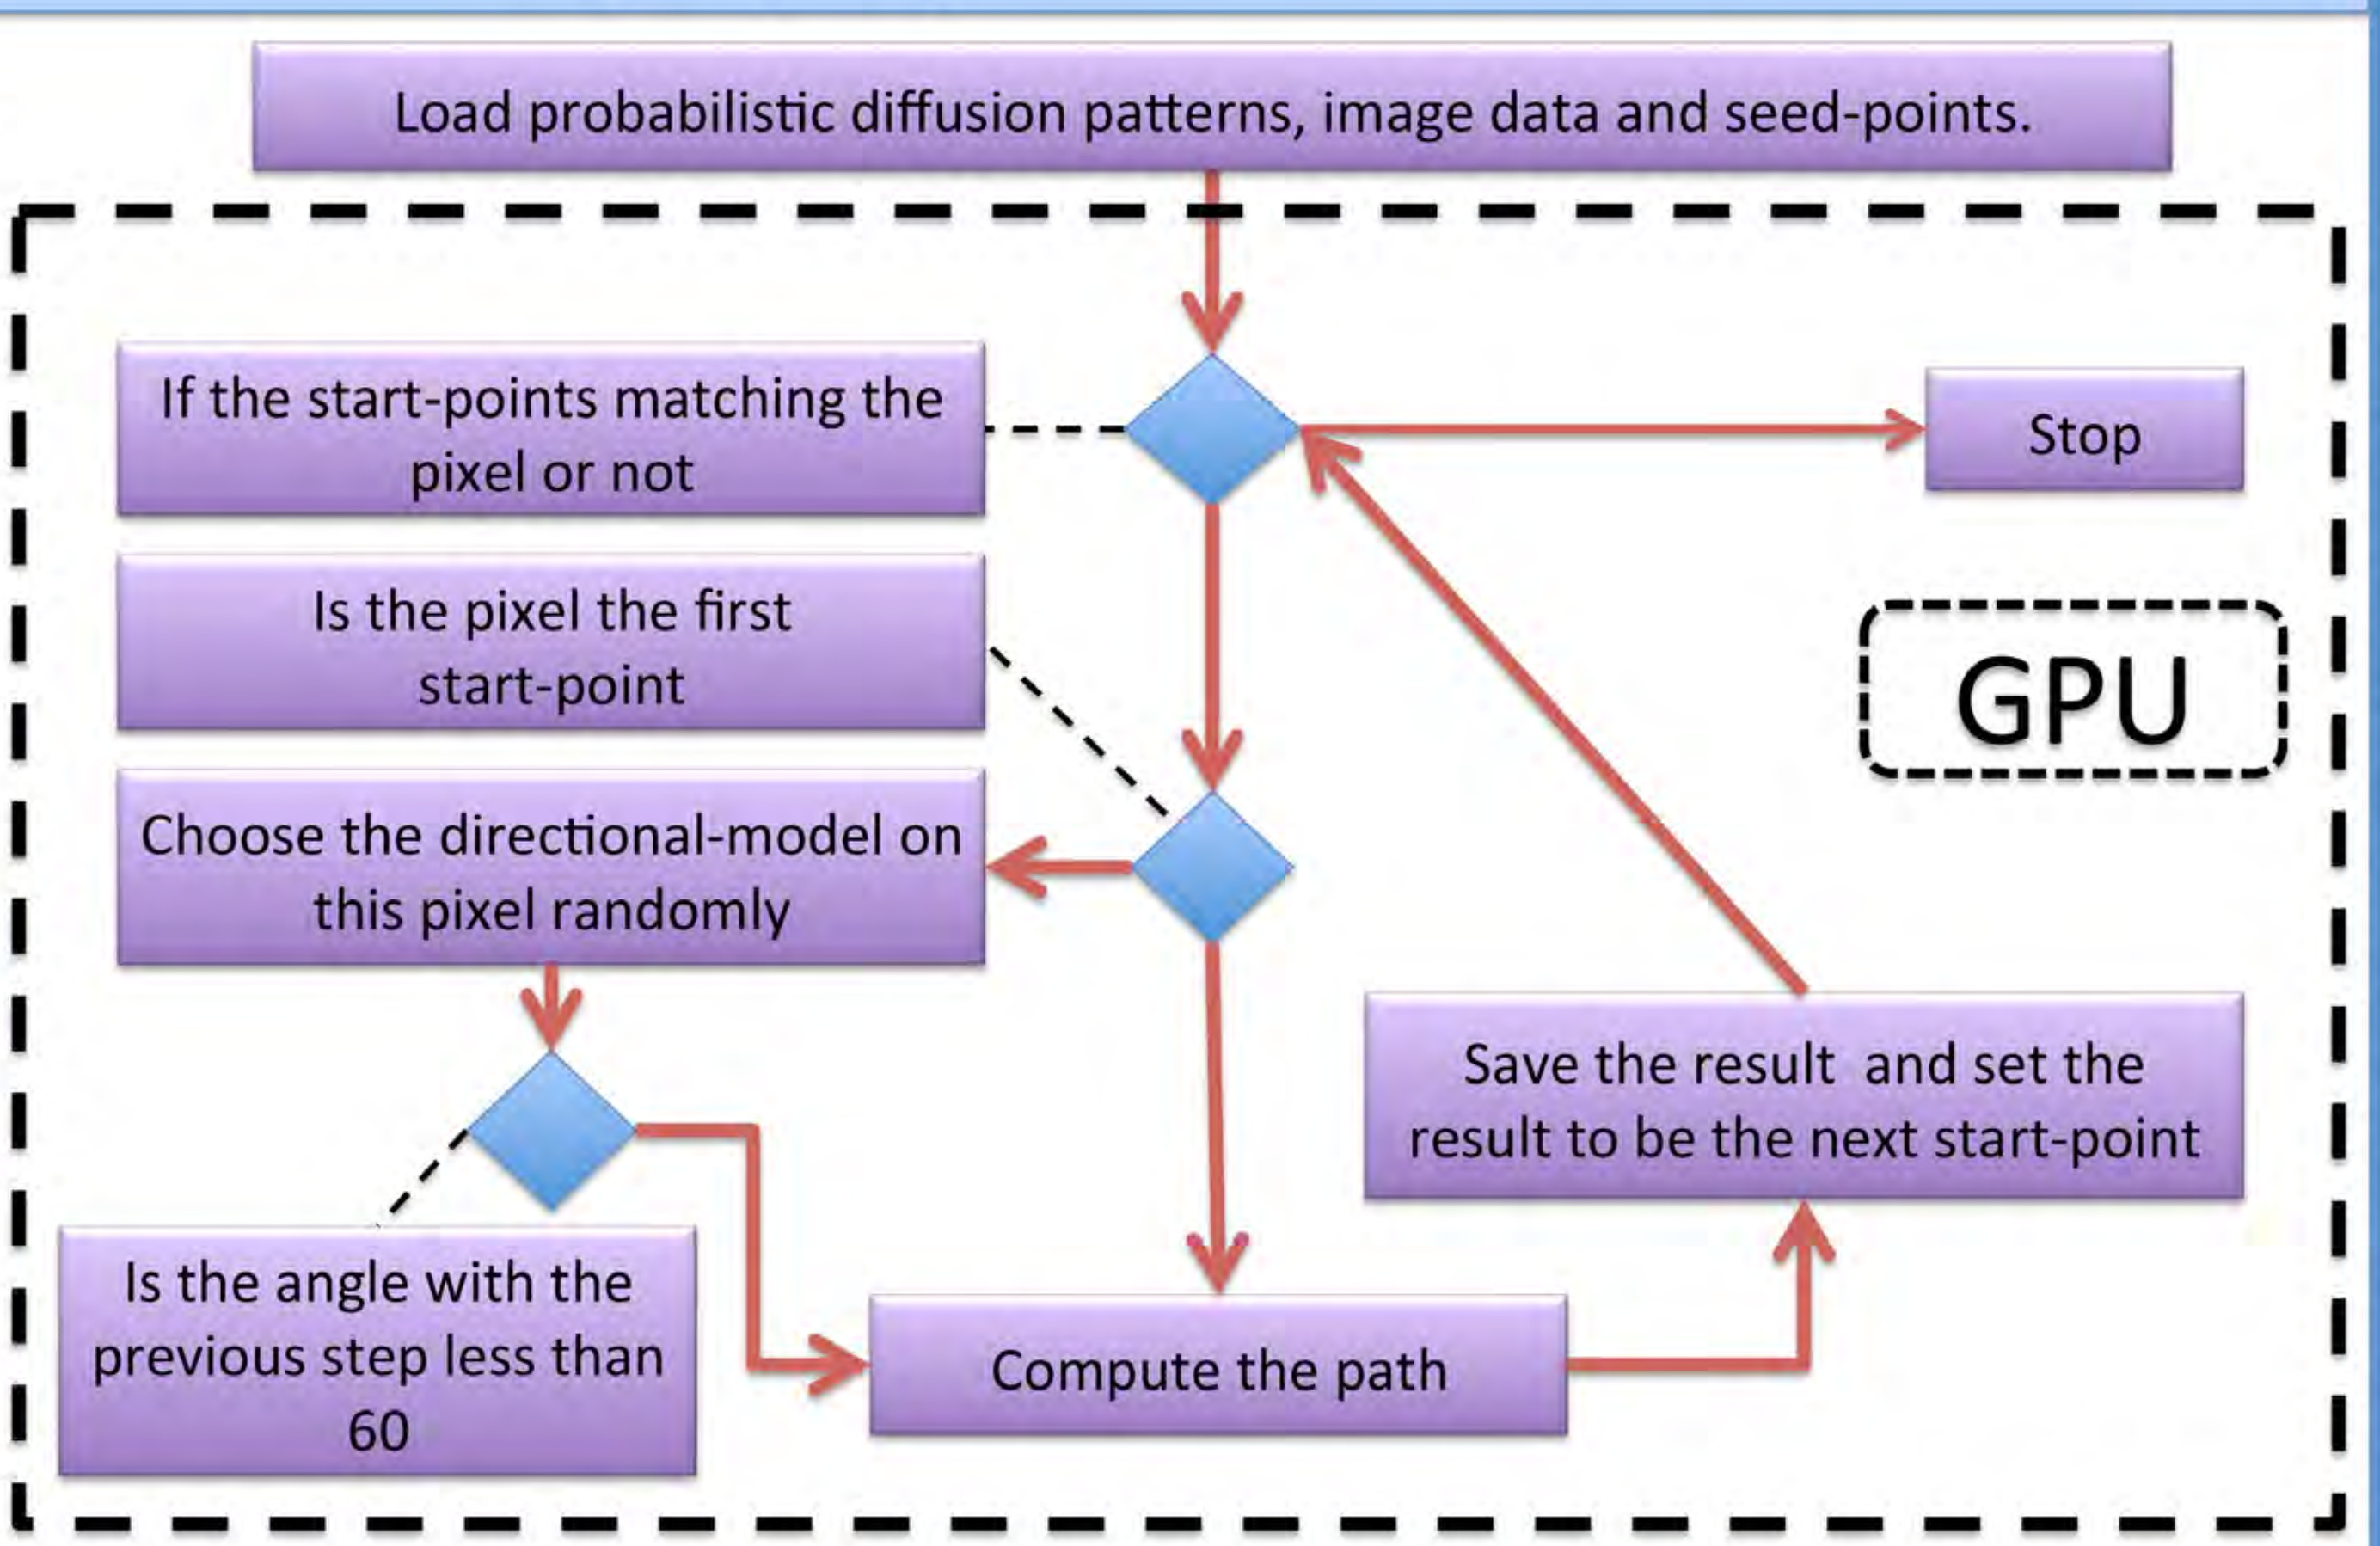 Load probabilistic diffusion patterns, image data and seed-points.
If the start-points matching the
pixel or not
Stop
Is the pixel the first
start-point
GPU
Choose the directional-model on
this pixel randomly
Save the result  and set the
result to be the next start-point
Is the angle with the
previous step less than
60
Compute the path